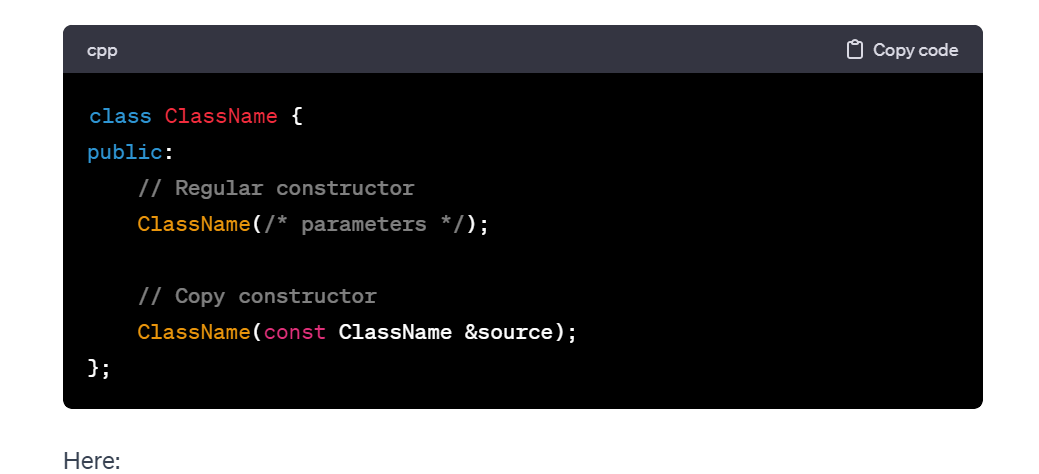 cpp
Copy code
class ClassName {
public:
    // Regular constructor
    ClassName(/* parameters */);
    // Copy constructor
    ClassName(const ClassName &source);
};
Here: